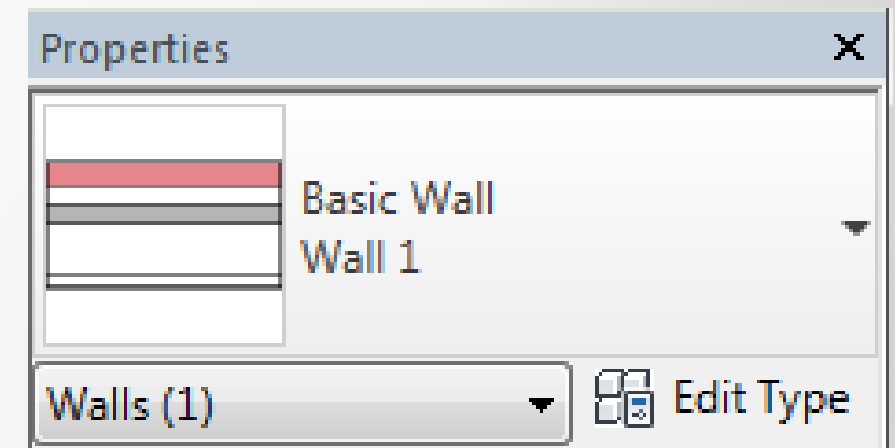 Properties
Basic Wall
Wall 1
Walls (1)
Edit Type